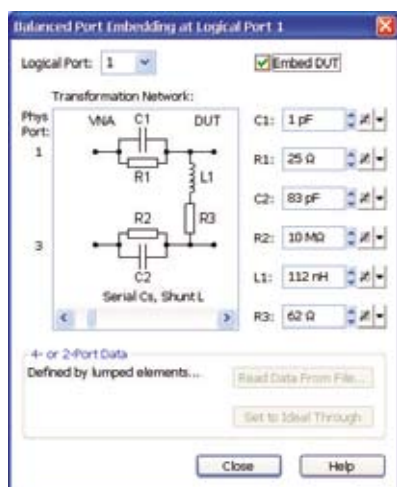 Balanced Port Embedding at Logical Port 1
Logical Port: 1
Embed DUT
Transformation Network:
Phys Port:
VNA C1 DUT
1
R1
L1
R2
R3
3
C2
Serial Cs, Shunt L
C1: 1 pF
R1: 25 Ω
C2: 83 pF
R2: 10 MΩ
L1: 112 nH
R3: 62 Ω
4- or 2-Port Data
Defined by lumped elements...
Read Data From File...
Set to Ideal Through
Close
Help